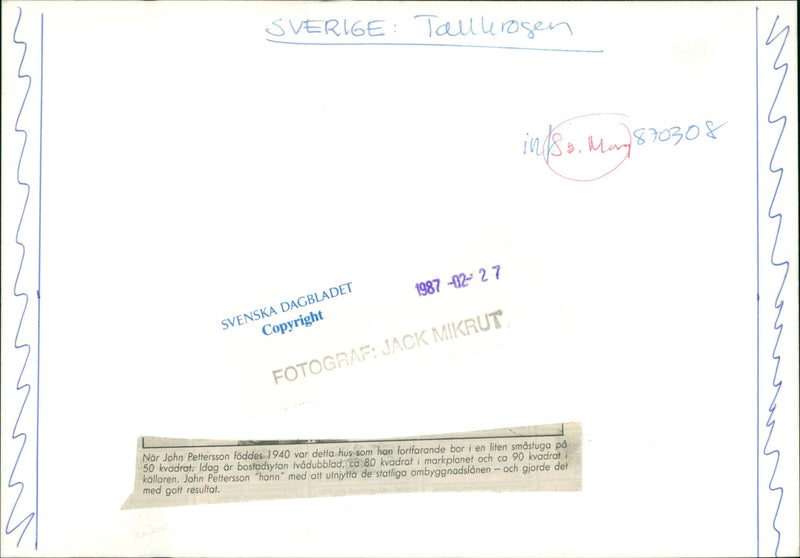 SVERIGE: Tallkrogen
in/ Sö. Mag 870308
1987 -02- 27
SVENSKA DAGBLADET
Copyright
FOTOGRAF: JACK MIKRUT
När John Pettersson föddes 1940 var detta hus som han fortfarande bor i en liten småstuga på
50 kvadrat. Idag är bostadsytan tvådubblad, ca 80 kvadrat i markplanet och ca 90 kvadrat i
källaren. John Pettersson "hann" med att utnjytta de statliga ombyggnadslånen – och gjorde det
med gott resultat.